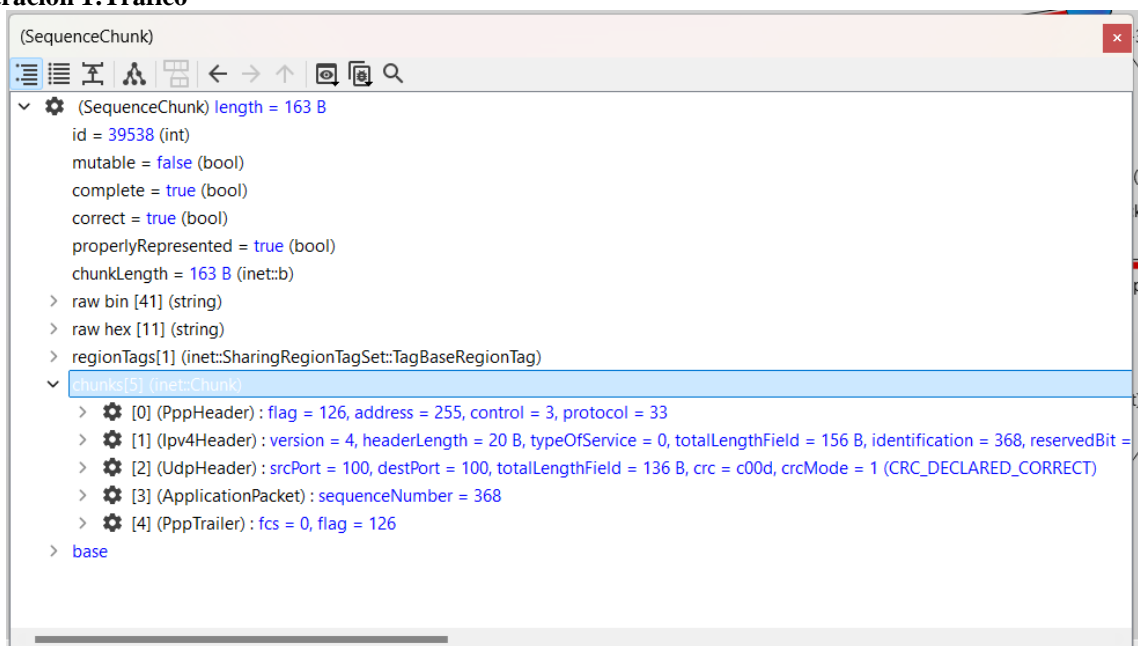 1: Tráfico
(SequenceChunk)
(SequenceChunk) length = 163 B
id = 39538 (int)
mutable = false (bool)
complete = true (bool)
correct = true (bool)
properlyRepresented = true (bool)
chunkLength = 163 B (inet::b)
raw bin [41] (string)
raw hex [11] (string)
regionTags[1] (inet::SharingRegionTagSet::TagBaseRegionTag)
chunks[5] (inet::Chunk)
[0] (PppHeader) : flag = 126, address = 255, control = 3, protocol = 33
[1] (Ipv4Header) : version = 4, headerLength = 20 B, typeOfService = 0, totalLengthField = 156 B, identification = 368, reservedBit =
[2] (UdpHeader) : srcPort = 100, destPort = 100, totalLengthField = 136 B, crc = c00d, crcMode = 1 (CRC_DECLARED_CORRECT)
[3] (ApplicationPacket) : sequenceNumber = 368
[4] (PppTrailer) : fcs = 0, flag = 126
base